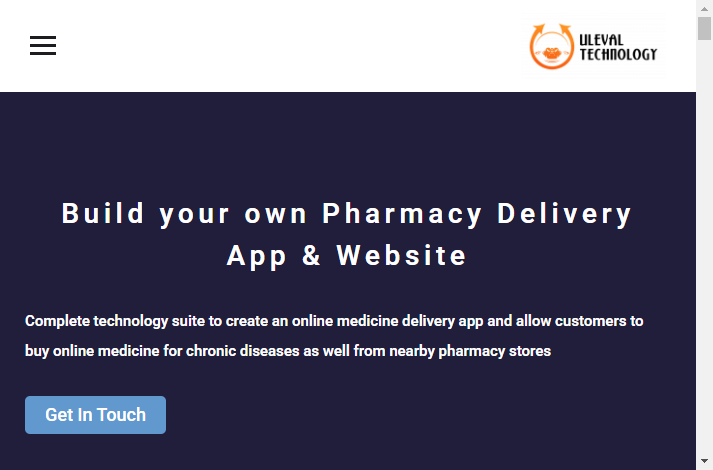 ULEVAL
TECHNOLOGY
Build your own Pharmacy Delivery
App & Website
Complete technology suite to create an online medicine delivery app and allow customers to
buy online medicine for chronic diseases as well from nearby pharmacy stores
Get In Touch